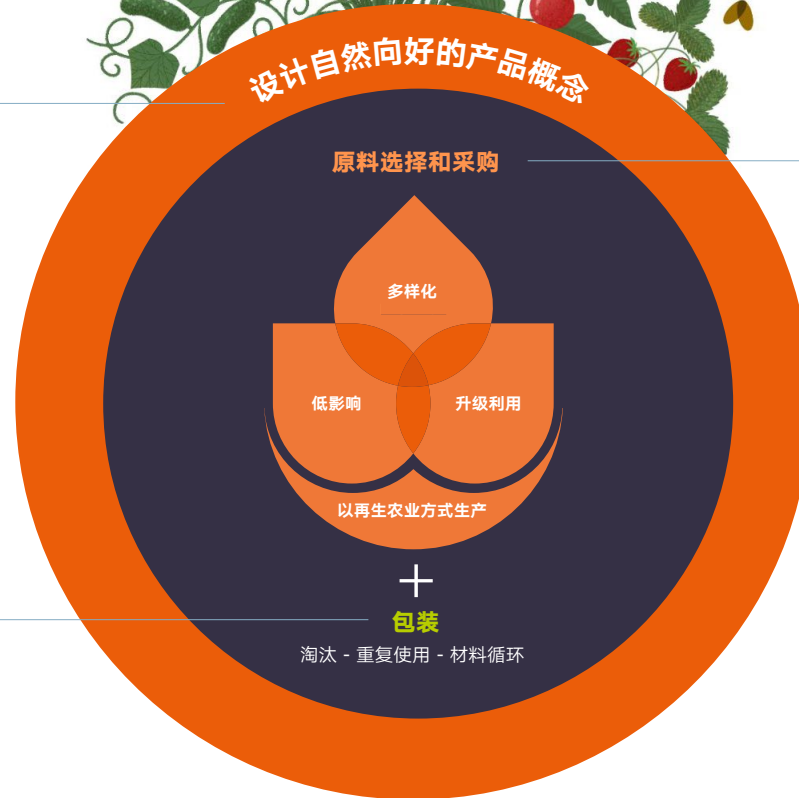 设计自然向好的产品概念
原料选择和采购
多样化
低影响
升级利用
以再生农业方式生产
+
包装
淘汰 - 重复使用 - 材料循环